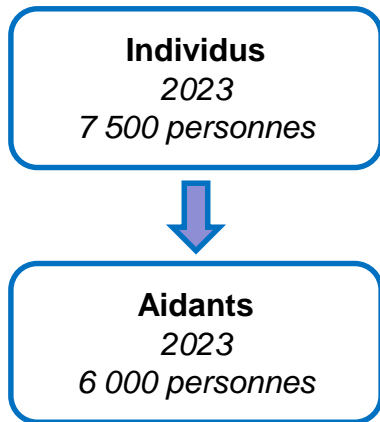 Individus
2023
7 500 personnes
Aidants
2023
6 000 personnes